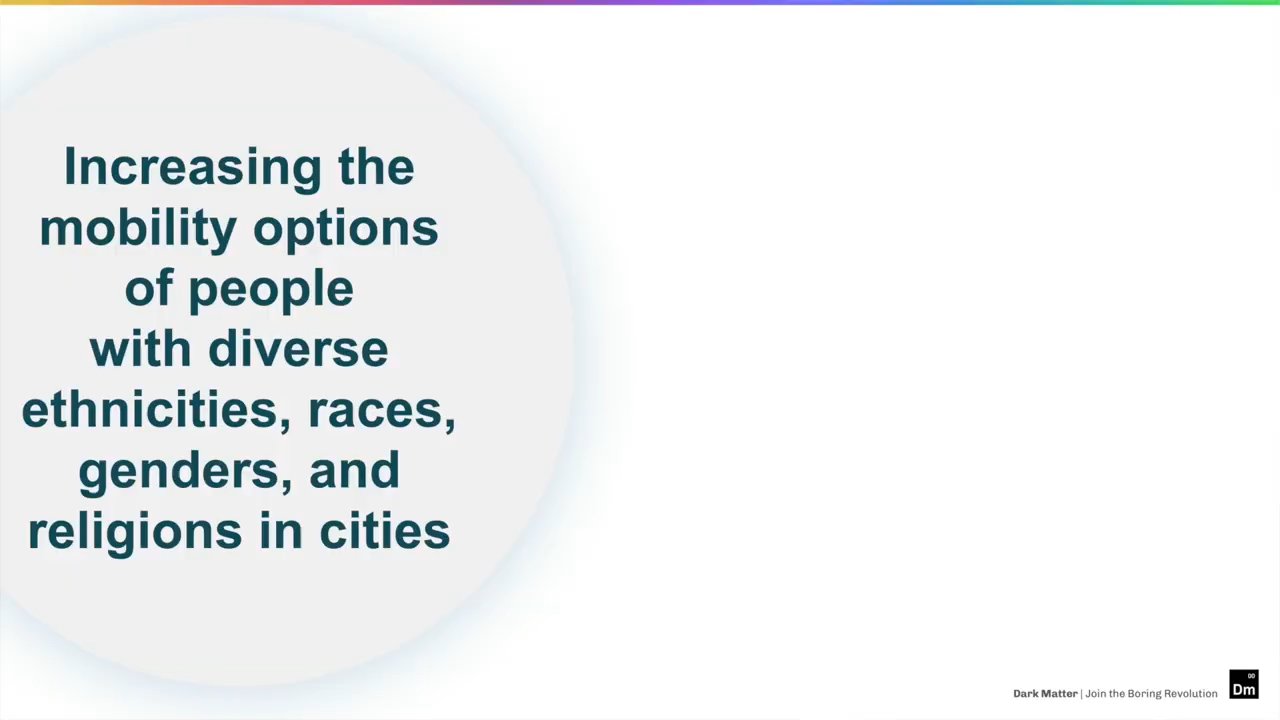 Increasing the
mobility options
of people
with diverse
ethnicities, races,
genders, and
religions in cities
Dark Matter | Join the Boring Revolution
00
Dm